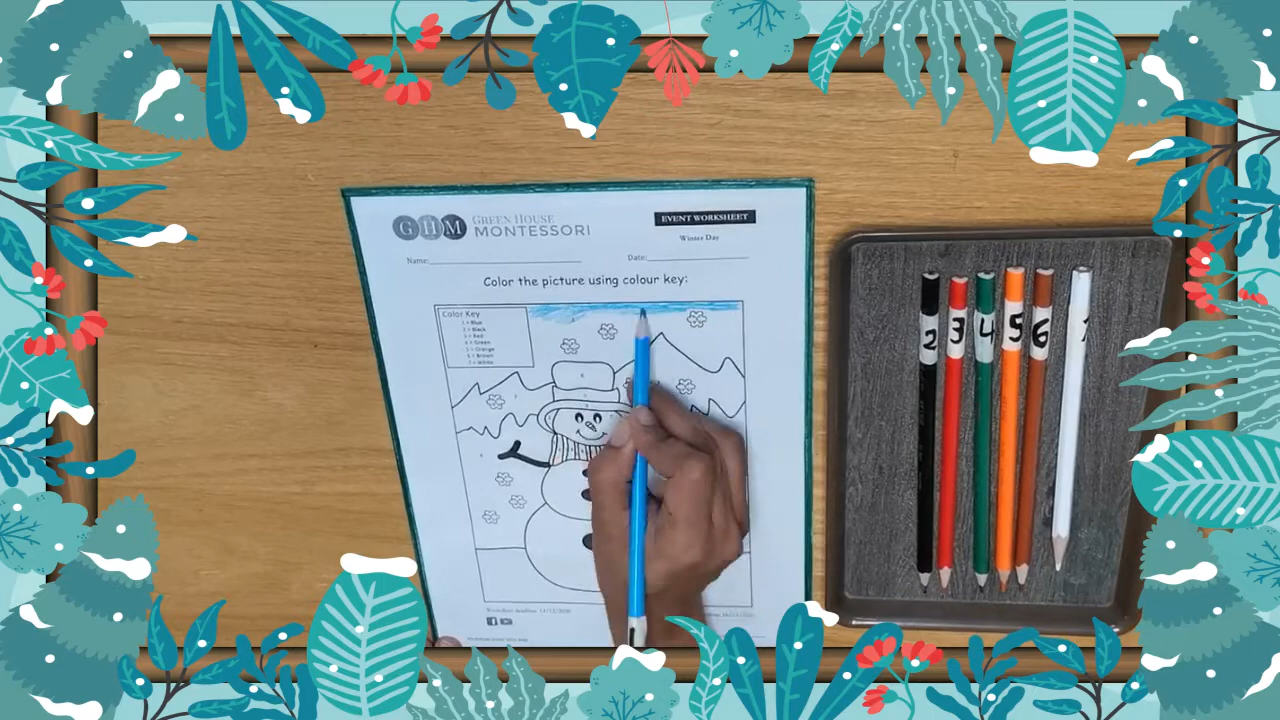 GHM GREEN HOUSE
MONTESSORI
EVENT WORKSHEET
Winter Day
Name:
Date:
Color the picture using colour key:
Color Key
1 = Blue
2 = Black
3 = Red
4 = Green
5 = Orange
6 = Brown
7 = White
2 3 4 5 6